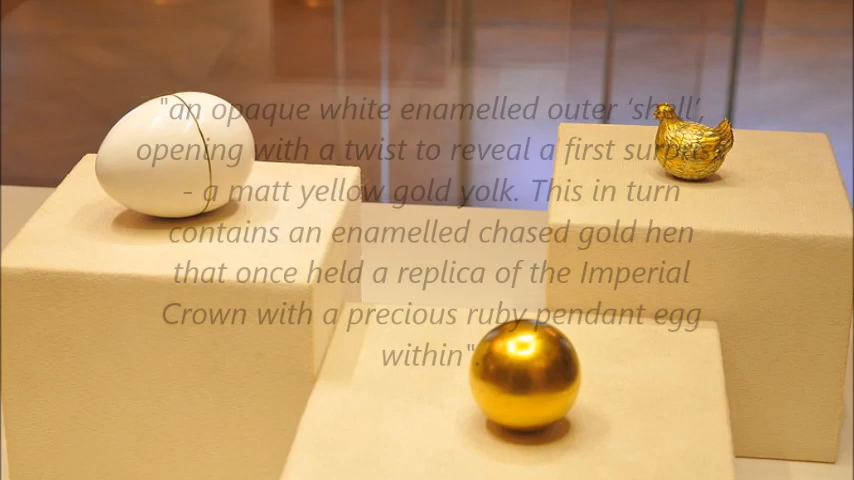 "an opaque white enamelled outer 'shell',
opening with a twist to reveal a first surprise
- a matt yellow gold yolk. This in turn
contains an enamelled chased gold hen
that once held a replica of the Imperial
Crown with a precious ruby pendant egg
within"